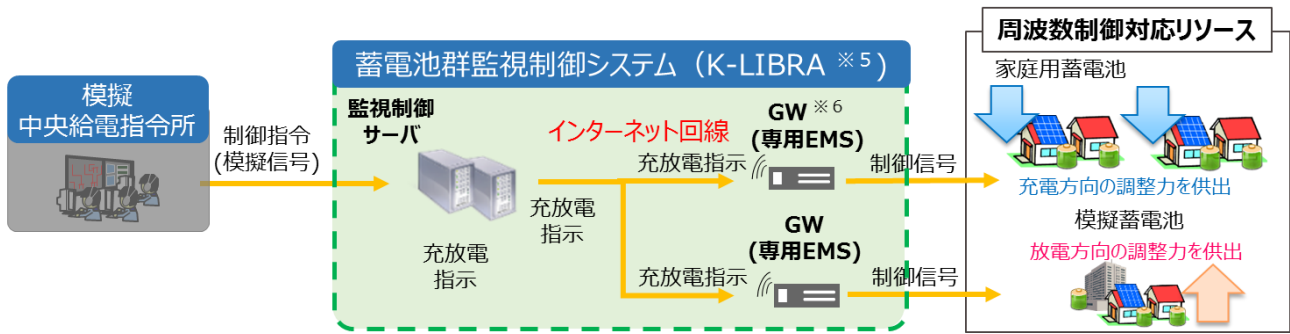 模擬
中央給電指令所
制御指令
(模擬信号)
蓄電池群監視制御システム（K-LIBRA ※５）
監視制御
サーバ
充放電
指示
インターネット回線
充放電
指示
GW ※６
(専用EMS)
充放電指示
制御信号
GW
(専用EMS)
充放電指示
制御信号
周波数制御対応リソース
家庭用蓄電池
充電方向の調整力を供出
模擬蓄電池
放電方向の調整力を供出